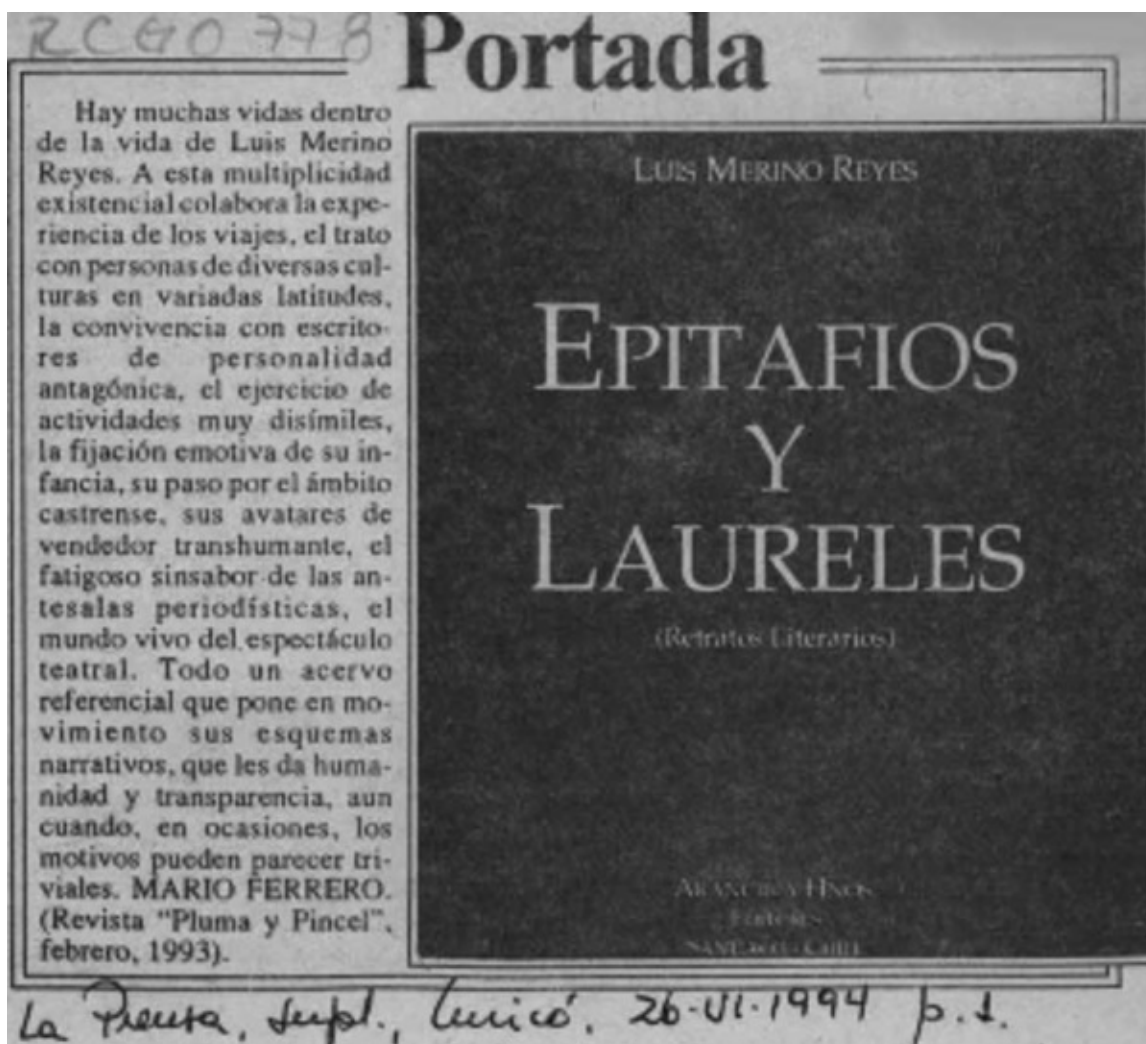 RCG0778
Portada
Hay muchas vidas dentro
de la vida de Luis Merino
Reyes. A esta multiplicidad
existencial colabora la expe-
riencia de los viajes, el trato
con personas de diversas cul-
turas en variadas latitudes,
la convivencia con escrito-
res de personalidad
antagónica, el ejercicio de
actividades muy disímiles,
la fijación emotiva de su in-
fancia, su paso por el ámbito
castrense, sus avatares de
vendedor transhumante, el
fatigoso sinsabor de las an-
tesalas periodísticas, el
mundo vivo del espectáculo
teatral. Todo un acervo
referencial que pone en mo-
vimiento sus esquemas
narrativos, que les da huma-
nidad y transparencia, aun
cuando, en ocasiones, los
motivos pueden parecer tri-
viales. MARIO FERRERO.
(Revista "Pluma y Pincel",
febrero, 1993).
LUIS MERINO REYES
EPITAFIOS
Y
LAURELES
(Retratos Literarios)
HNOS
EDITORES
SANTIAGO - CHILE
La Prensa, supl., Curicó, 26-VI-1994 p. 1.